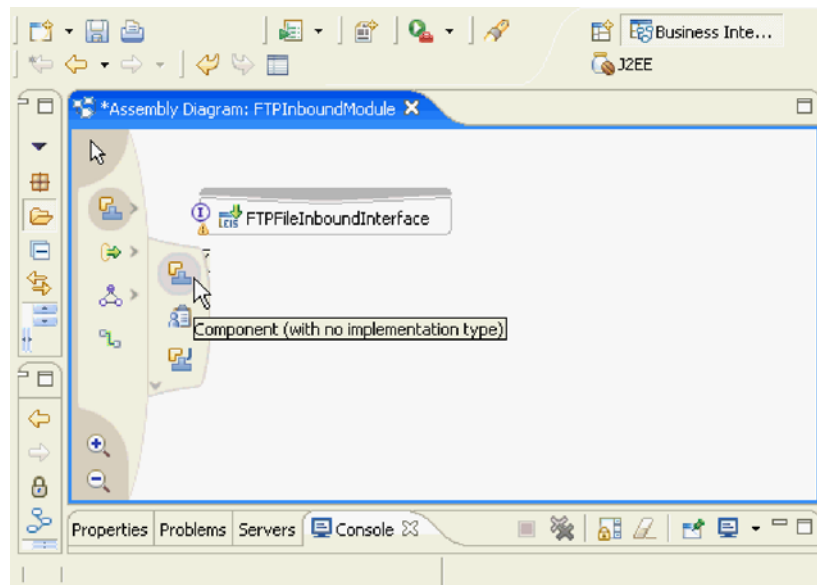 Business Inte...
J2EE
*Assembly Diagram: FTPInboundModule
FTPFileInboundInterface
Component (with no implementation type)
Properties Problems Servers Console